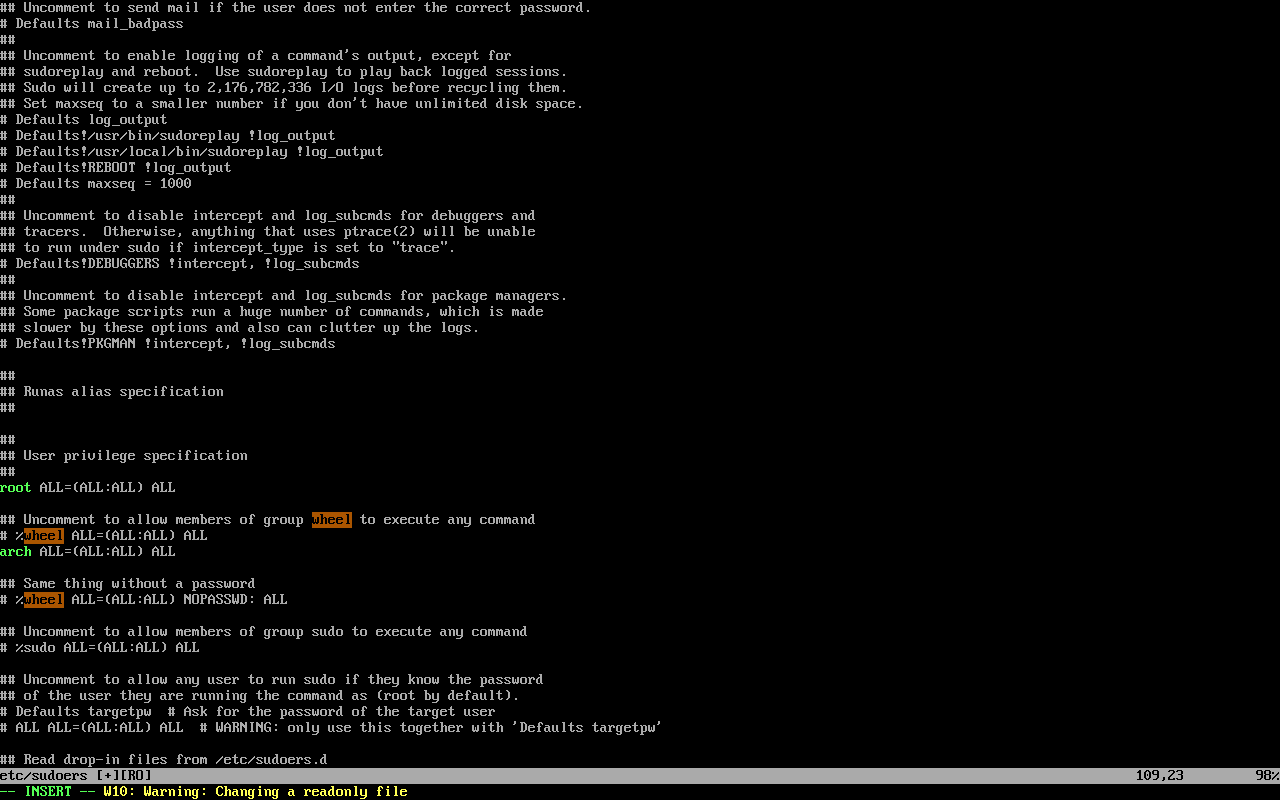 ## Uncomment to send mail if the user does not enter the correct password.
# Defaults mail_badpass
##
## Uncomment to enable logging of a command's output, except for
## sudoreplay and reboot.  Use sudoreplay to play back logged sessions.
## Sudo will create up to 2,176,782,336 I/O logs before recycling them.
## Set maxseq to a smaller number if you don't have unlimited disk space.
# Defaults log_output
# Defaults!/usr/bin/sudoreplay !log_output
# Defaults!/usr/local/bin/sudoreplay !log_output
# Defaults!REBOOT !log_output
# Defaults maxseq = 1000
##
## Uncomment to disable intercept and log_subcmds for debuggers and
## tracers.  Otherwise, anything that uses ptrace(2) will be unable
## to run under sudo if intercept_type is set to "trace".
# Defaults!DEBUGGERS !intercept, !log_subcmds
##
## Uncomment to disable intercept and log_subcmds for package managers.
## Some package scripts run a huge number of commands, which is made
## slower by these options and also can clutter up the logs.
# Defaults!PKGMAN !intercept, !log_subcmds

##
## Runas alias specification
##

##
## User privilege specification
##
root ALL=(ALL:ALL) ALL

## Uncomment to allow members of group wheel to execute any command
# %wheel ALL=(ALL:ALL) ALL
arch ALL=(ALL:ALL) ALL

## Same thing without a password
# %wheel ALL=(ALL:ALL) NOPASSWD: ALL

## Uncomment to allow members of group sudo to execute any command
# %sudo ALL=(ALL:ALL) ALL

## Uncomment to allow any user to run sudo if they know the password
## of the user they are running the command as (root by default).
# Defaults targetpw  # Ask for the password of the target user
# ALL ALL=(ALL:ALL) ALL  # WARNING: only use this together with 'Defaults targetpw'

## Read drop-in files from /etc/sudoers.d
etc/sudoers [+][RO] 109,23 98%
-- INSERT -- W10: Warning: Changing a readonly file